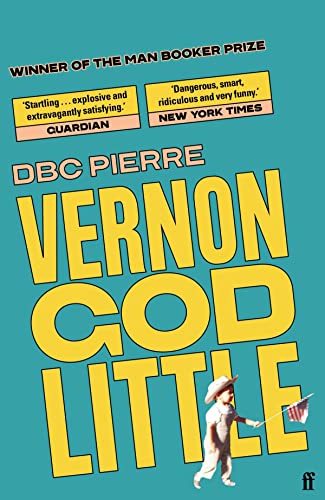 WINNER OF THE MAN BOOKER PRIZE
'Startling... explosive and
extravagantly satisfying.'
GUARDIAN
'Dangerous, smart,
ridiculous and very funny.'
NEW YORK TIMES
DBC PIERRE
VERNON
GOD
LITTLE
ff